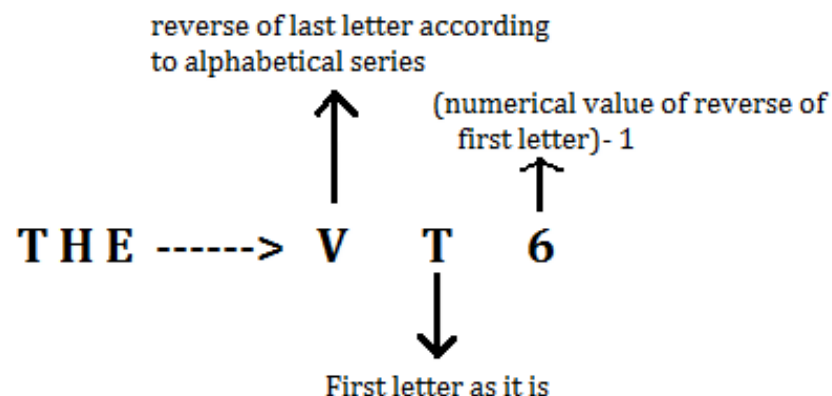 reverse of last letter according
to alphabetical series
(numerical value of reverse of
first letter)- 1
T H E ------> V T 6
First letter as it is